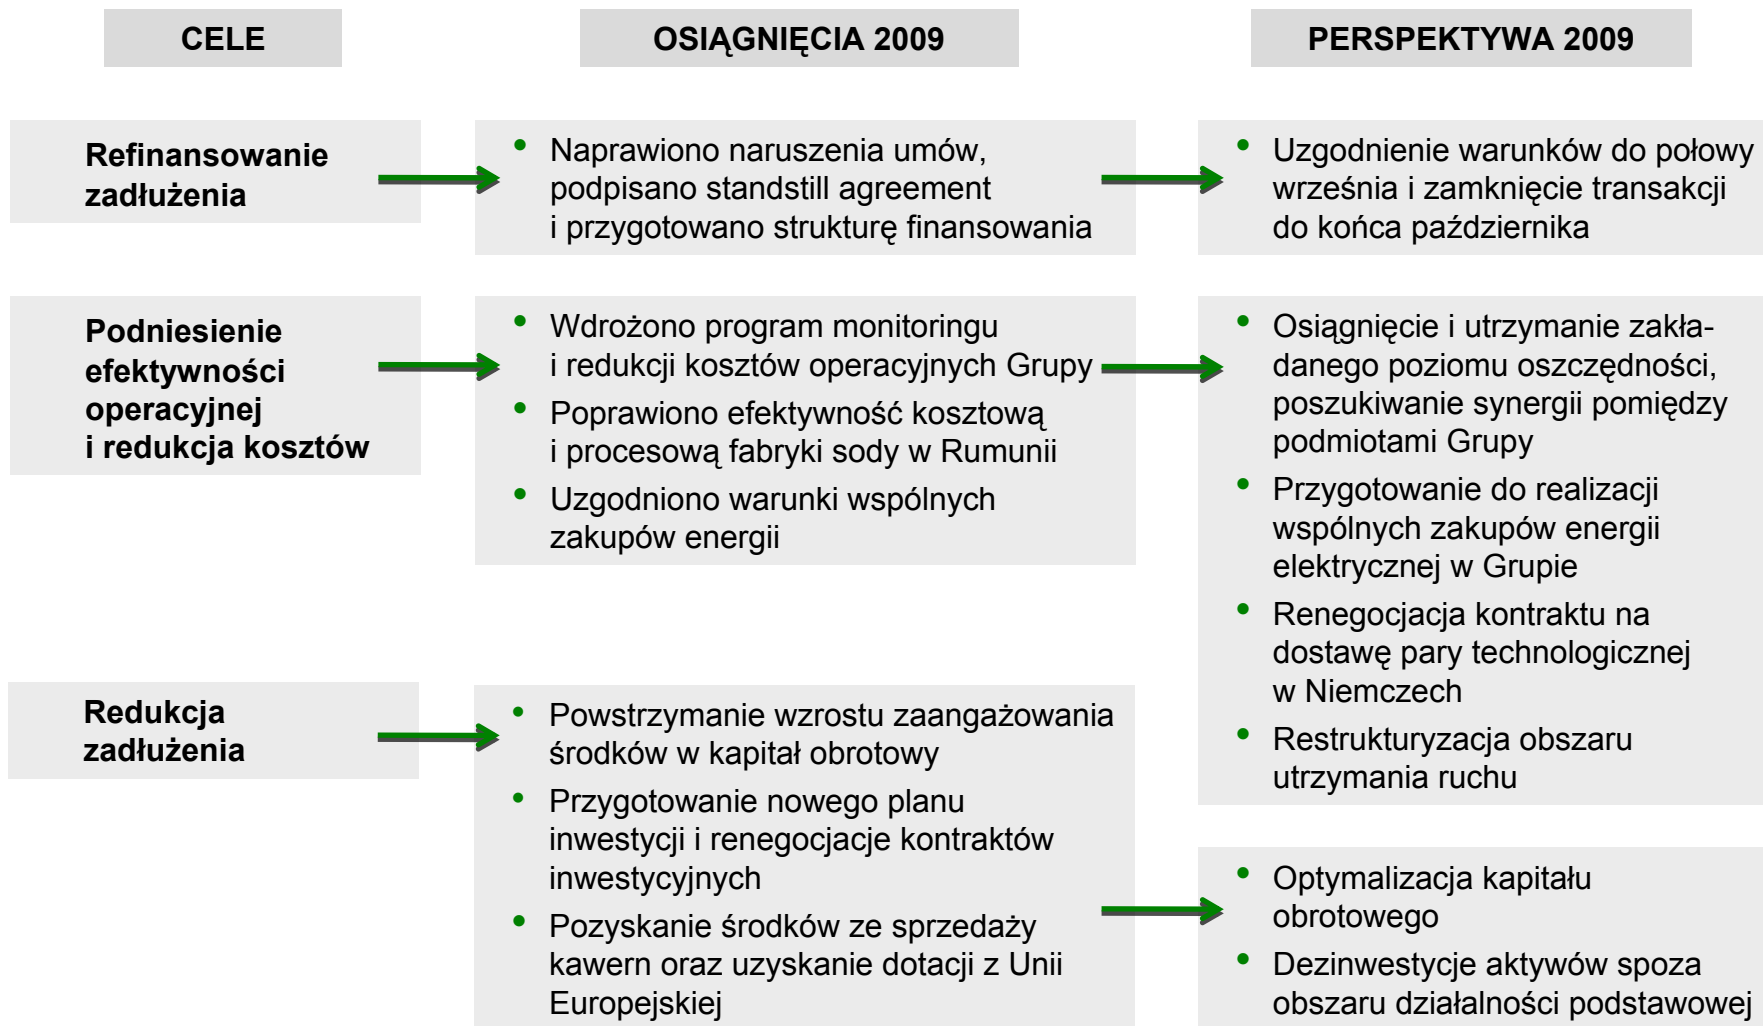 CELE
OSIĄGNIĘCIA 2009
PERSPEKTYWA 2009
Refinansowanie
zadłużenia
• Naprawiono naruszenia umów,
podpisano standstill agreement
i przygotowano strukturę finansowania
• Uzgodnienie warunków do połowy
września i zamknięcie transakcji
do końca października
Podniesienie
efektywności
operacyjnej
i redukcja kosztów
• Wdrożono program monitoringu
i redukcji kosztów operacyjnych Grupy
• Poprawiono efektywność kosztową
i procesową fabryki sody w Rumunii
• Uzgodniono warunki wspólnych
zakupów energii
• Osiągnięcie i utrzymanie zakła-
danego poziomu oszczędności,
poszukiwanie synergii pomiędzy
podmiotami Grupy
• Przygotowanie do realizacji
wspólnych zakupów energii
elektrycznej w Grupie
• Renegocjacja kontraktu na
dostawę pary technologicznej
w Niemczech
• Restrukturyzacja obszaru
utrzymania ruchu
Redukcja
zadłużenia
• Powstrzymanie wzrostu zaangażowania
środków w kapitał obrotowy
• Przygotowanie nowego planu
inwestycji i renegocjacje kontraktów
inwestycyjnych
• Pozyskanie środków ze sprzedaży
kawern oraz uzyskanie dotacji z Unii
Europejskiej
• Optymalizacja kapitału
obrotowego
• Dezinwestycje aktywów spoza
obszaru działalności podstawowej